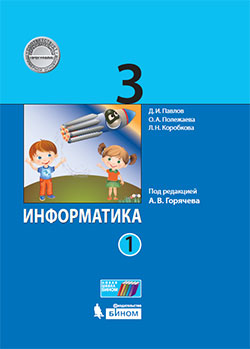 3
Д. И. Павлов
О. А. Полежаева
Л. Н. Коробкова
Под редакцией
А. В. Горячева
ИНФОРМАТИКА
1
БИНОМ